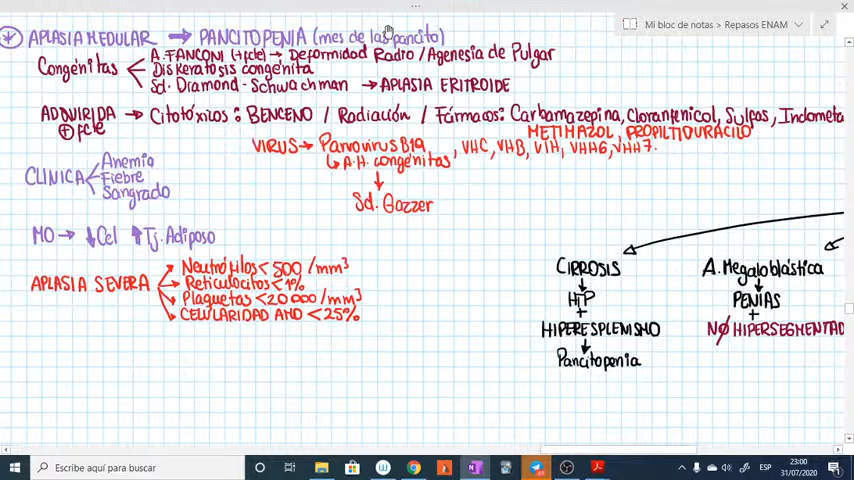 Mi bloc de notas » Repasos ENAM
* APLASIA MEDULAR → PANCITOPENIA (mes de las pancito)
Congénitas
A. FANCONI (+fcte) → Deformidad Radio / Agenesia de Pulgar
Diskeratosis congénita
Sd. Diamond-Schwachman → APLASIA ERITROIDE
ADQUIRIDA → Citotóxicos: BENCENO / Radiación / Fármacos: Carbamazepina, Cloranfenicol, Sulfas, Indometa
+fcte
METIMAZOL, PROPILTIOURACILO
VIRUS → Parvovirus B19, VHC, VHB, VIH, VHH6, VHH7.
↳ A.H. congénitas
Sd. Gazzer
CLINICA
Anemia
Fiebre
Sangrado
MO → ↓Cel ↑Tj. Adiposo
APLASIA SEVERA
Neutrófilos < 500 /mm³
Reticulocitos < 1%
Plaquetas < 20 000 /mm³
CELULARIDAD AMO < 25%
CIRROSIS
HTP
+
HIPERESPLENISMO
Pancitopenia
A. Megaloblástica
PENIAS
+
NØ HIPERSEGMENTAD
Escribe aquí para buscar
ESP
23:00
31/07/2020